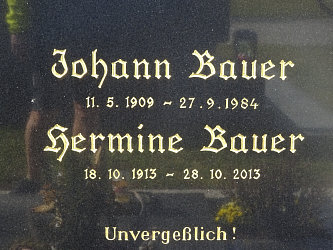 Johann Bauer
11. 5. 1909 – 27. 9. 1984
Hermine Bauer
18. 10. 1913 – 28. 10. 2013
Unvergeßlich!